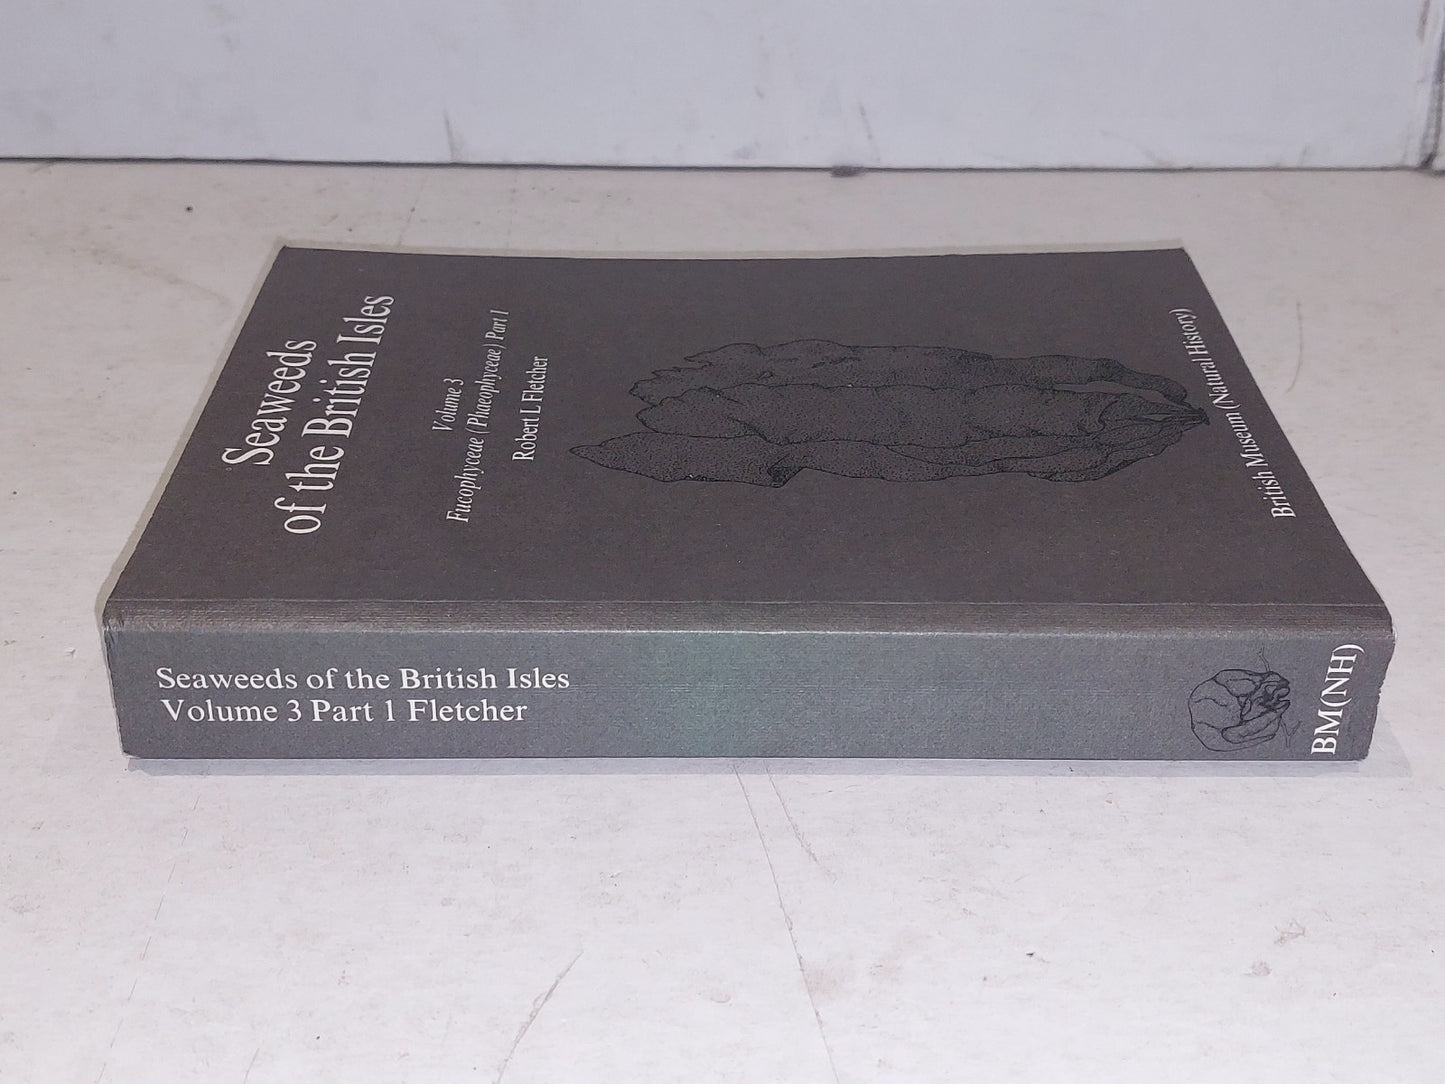 Seaweeds
of the British Isles
Volume 3
Fucophyceae (Phaeophyceae) Part 1
Robert L Fletcher
British Museum (Natural History)
Seaweeds of the British Isles
Volume 3 Part 1 Fletcher
BM(NH)